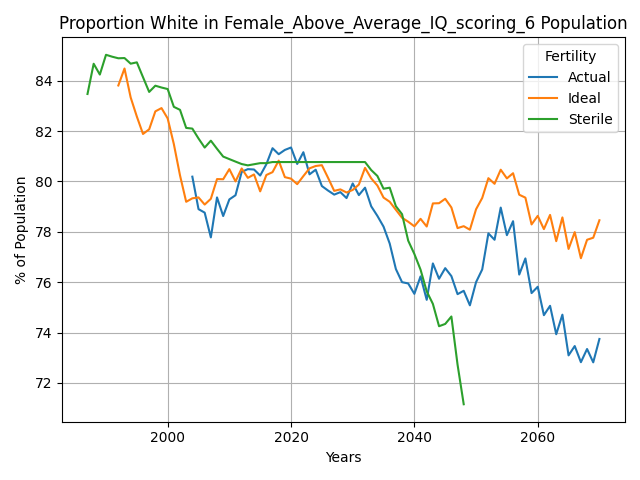 Proportion White in Female_Above_Average_IQ_scoring_6 Population
Fertility
Actual
Ideal
Sterile
% of Population
84
82
80
78
76
74
72
2000 2020 2040 2060
Years